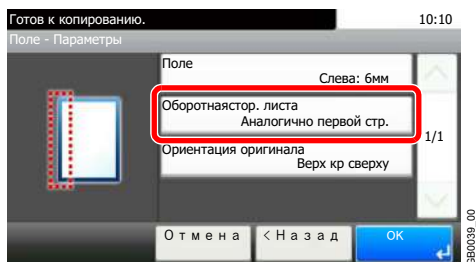 Готов к копированию.
10:10
Поле - Параметры
Поле
Слева: 6мм
Оборотнаястор. листа
Аналогично первой стр.
1/1
Ориентация оригинала
Верх кр сверху
Отмена
<Назад
OK
GB0039_00